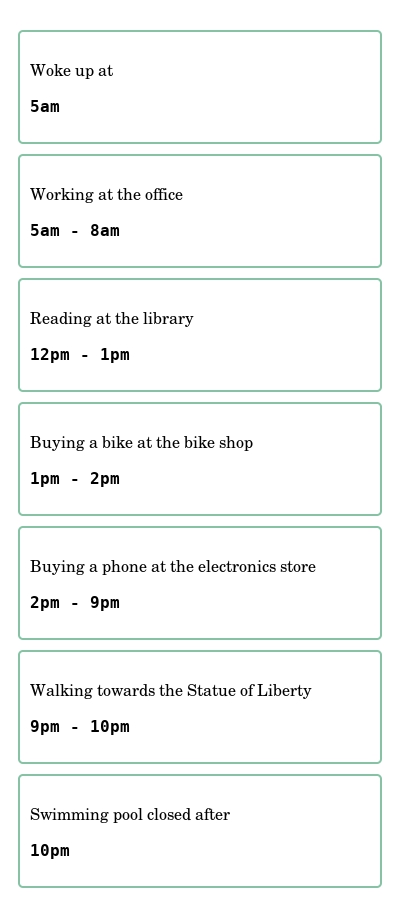 Woke up at
5am
Working at the office
5am - 8am
Reading at the library
12pm - 1pm
Buying a bike at the bike shop
1pm - 2pm
Buying a phone at the electronics store
2pm - 9pm
Walking towards the Statue of Liberty
9pm - 10pm
Swimming pool closed after
10pm